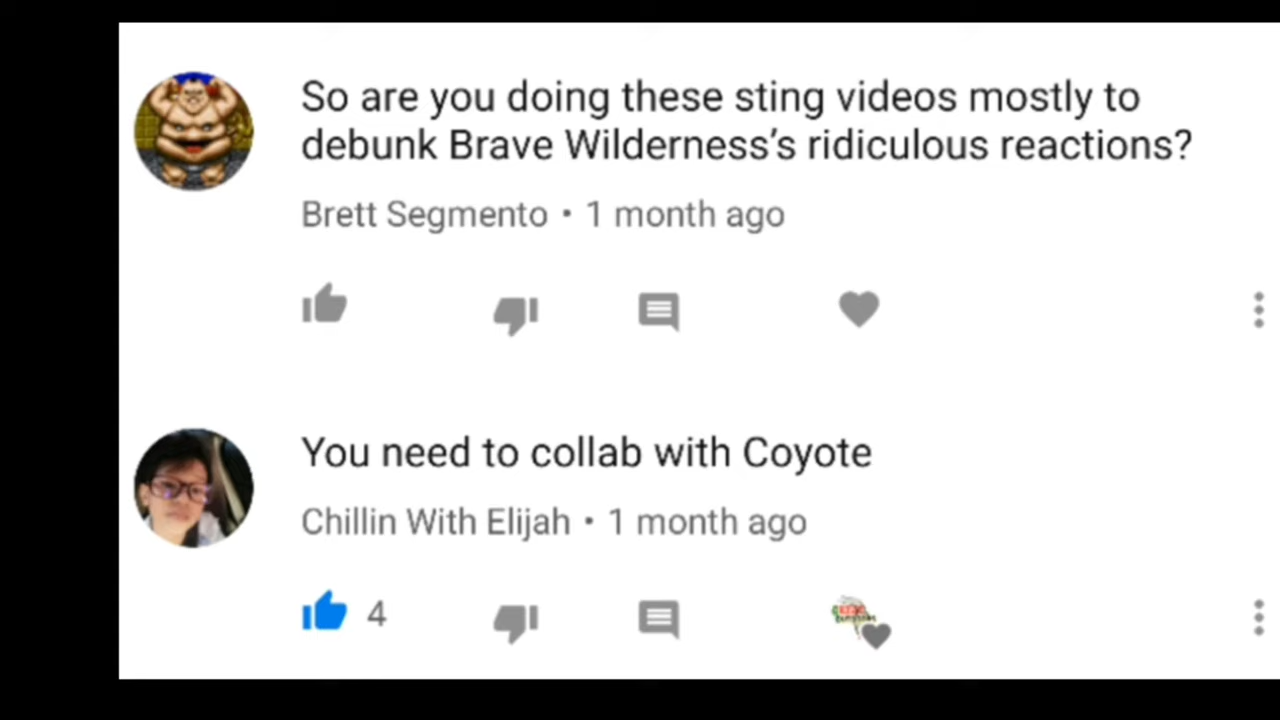 So are you doing these sting videos mostly to
debunk Brave Wilderness’s ridiculous reactions?
Brett Segmento • 1 month ago
You need to collab with Coyote
Chillin With Elijah • 1 month ago
4